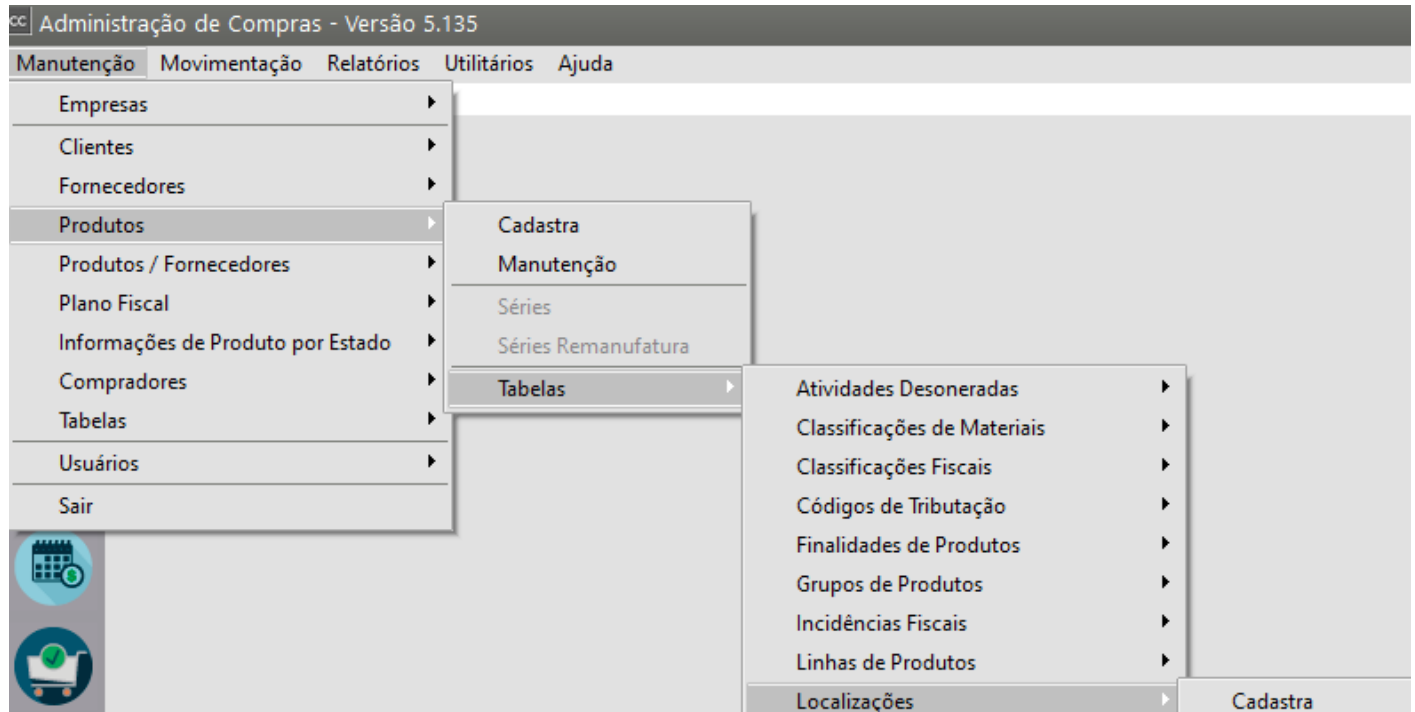 CC Administração de Compras - Versão 5.135
Manutenção Movimentação Relatórios Utilitários Ajuda
Empresas
Clientes
Fornecedores
Produtos
Produtos / Fornecedores
Plano Fiscal
Informações de Produto por Estado
Compradores
Tabelas
Usuários
Sair
Cadastra
Manutenção
Séries
Séries Remanufatura
Tabelas
Atividades Desoneradas
Classificações de Materiais
Classificações Fiscais
Códigos de Tributação
Finalidades de Produtos
Grupos de Produtos
Incidências Fiscais
Linhas de Produtos
Localizações
Cadastra